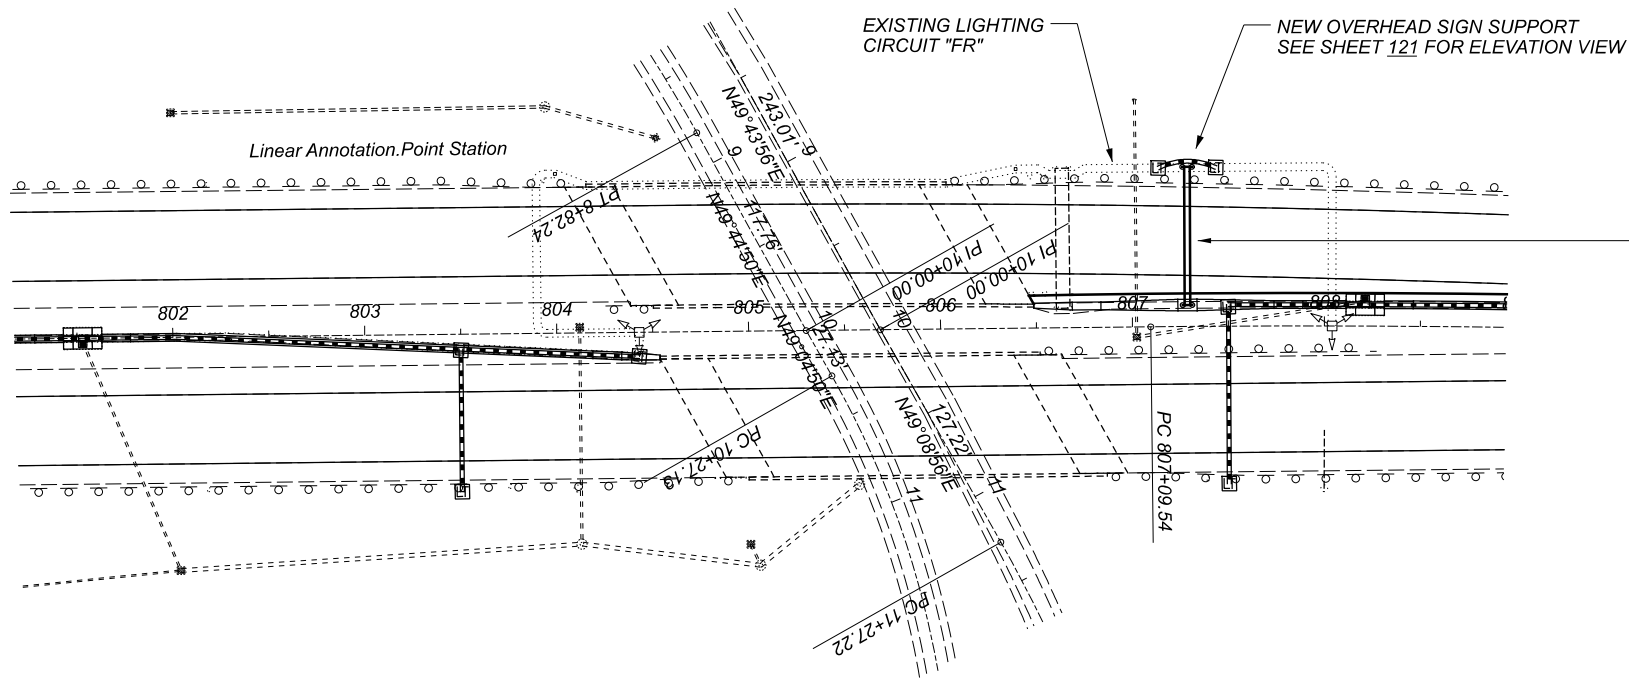 EXISTING LIGHTING
CIRCUIT "FR"
NEW OVERHEAD SIGN SUPPORT
SEE SHEET 121 FOR ELEVATION VIEW
Linear Annotation.Point Station
243.01'
N49°43'56"E
9
9
117.76'
N49°44'50"E
PT 8+82.24
PI 10+00.00
PI 10+00.00
802
803
804
805
806
807
808
10
10
27.13'
N49°04'50"E
127.22'
N49°08'56"E
PC 10+27.13
11
11
PC 807+09.54
PC 11+27.22